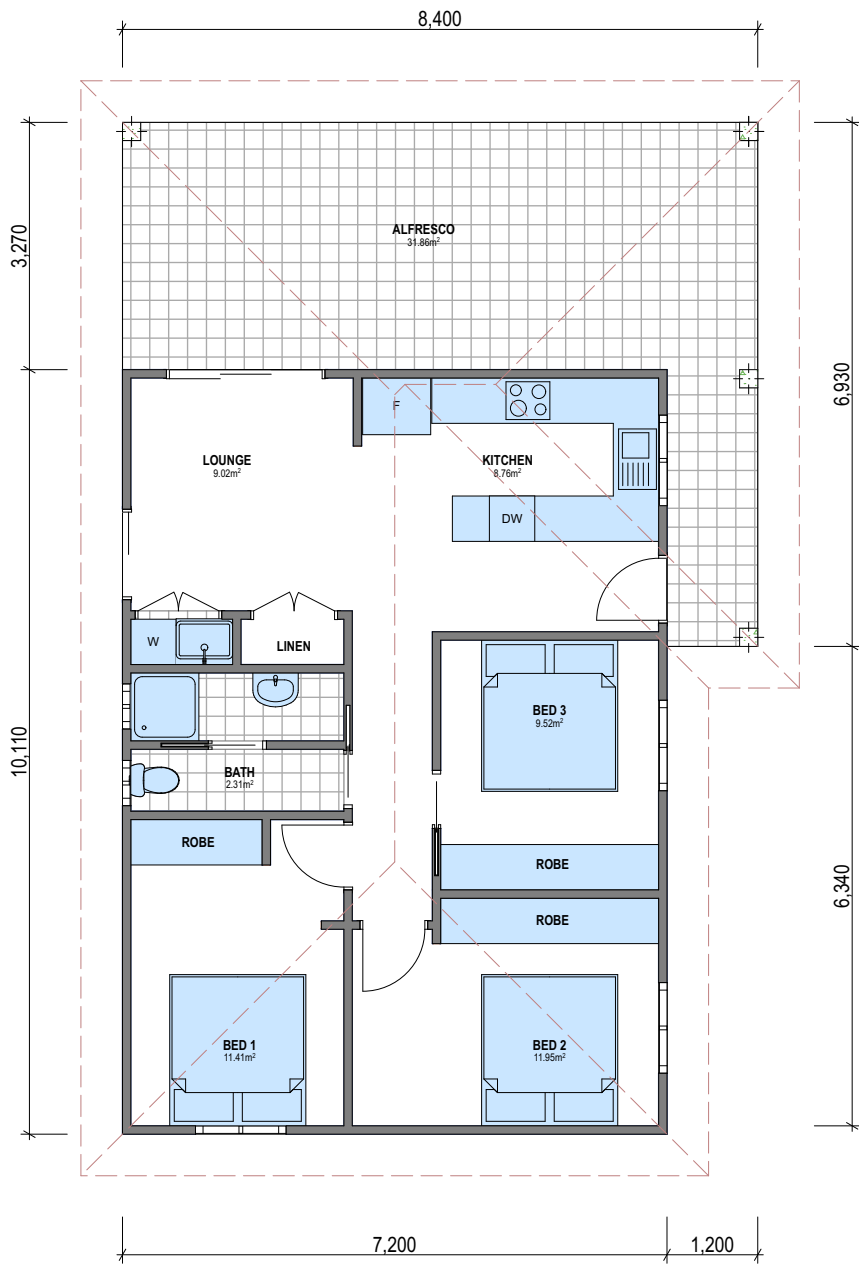 8,400
3,270
ALFRESCO
31.86m²
6,930
F
LOUNGE
9.02m²
KITCHEN
8.76m²
DW
W
LINEN
BED 3
9.52m²
10,110
BATH
2.31m²
ROBE
ROBE
6,340
ROBE
BED 1
11.41m²
BED 2
11.95m²
7,200
1,200